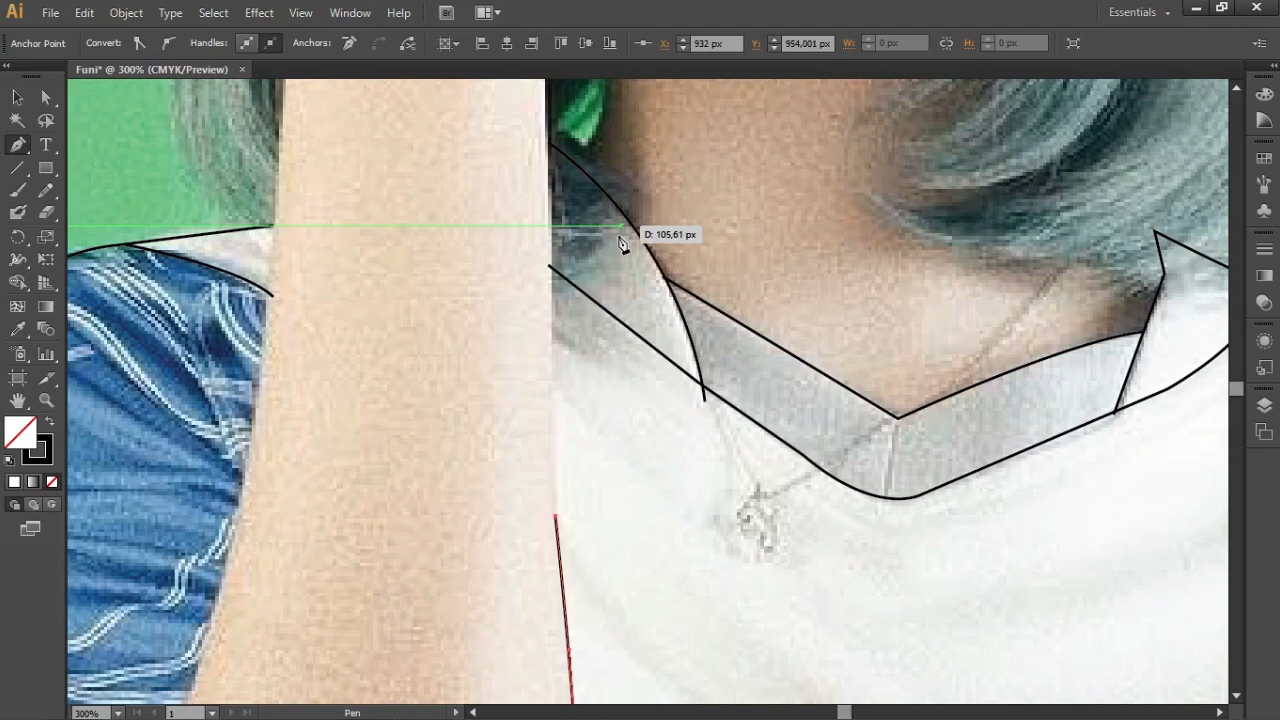 Ai File Edit Object Type Select Effect View Window Help Br Essentials
Anchor Point Convert: Handles: Anchors: X: 932 px Y: 954,001 px W: 0 px H: 0 px
Funi* @ 300% (CMYK/Preview) ×
T
D: 105,61 px
300% 1 Pen